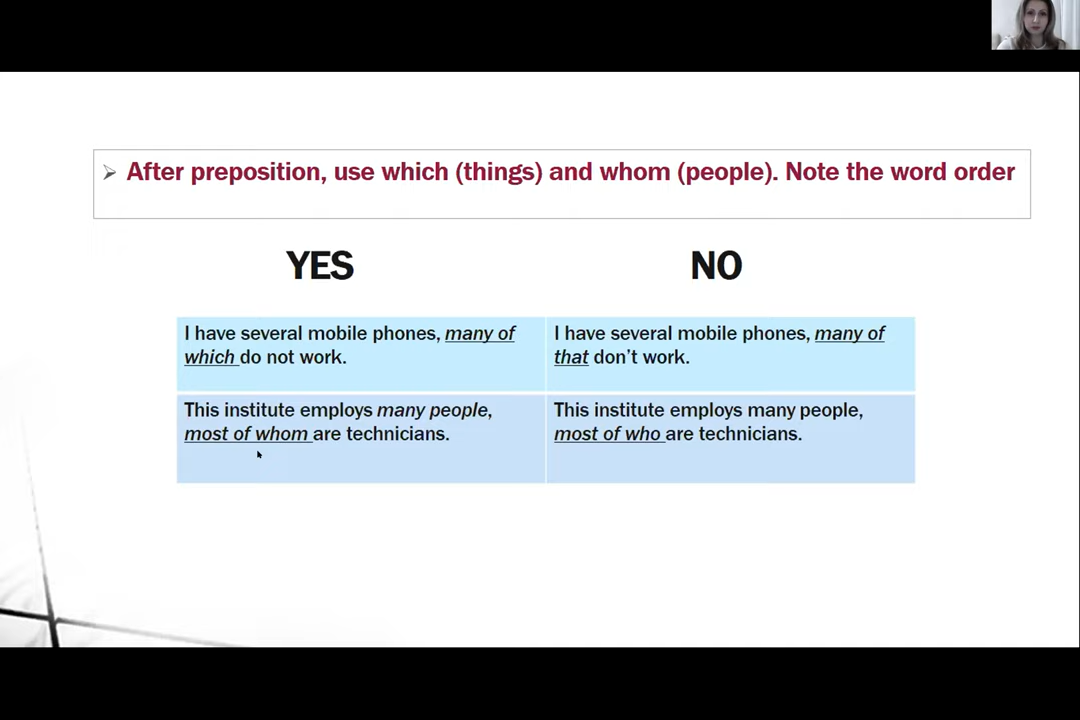 After preposition, use which (things) and whom (people). Note the word order
YES
NO
I have several mobile phones, many of
which do not work.
I have several mobile phones, many of
that don't work.
This institute employs many people,
most of whom are technicians.
This institute employs many people,
most of who are technicians.